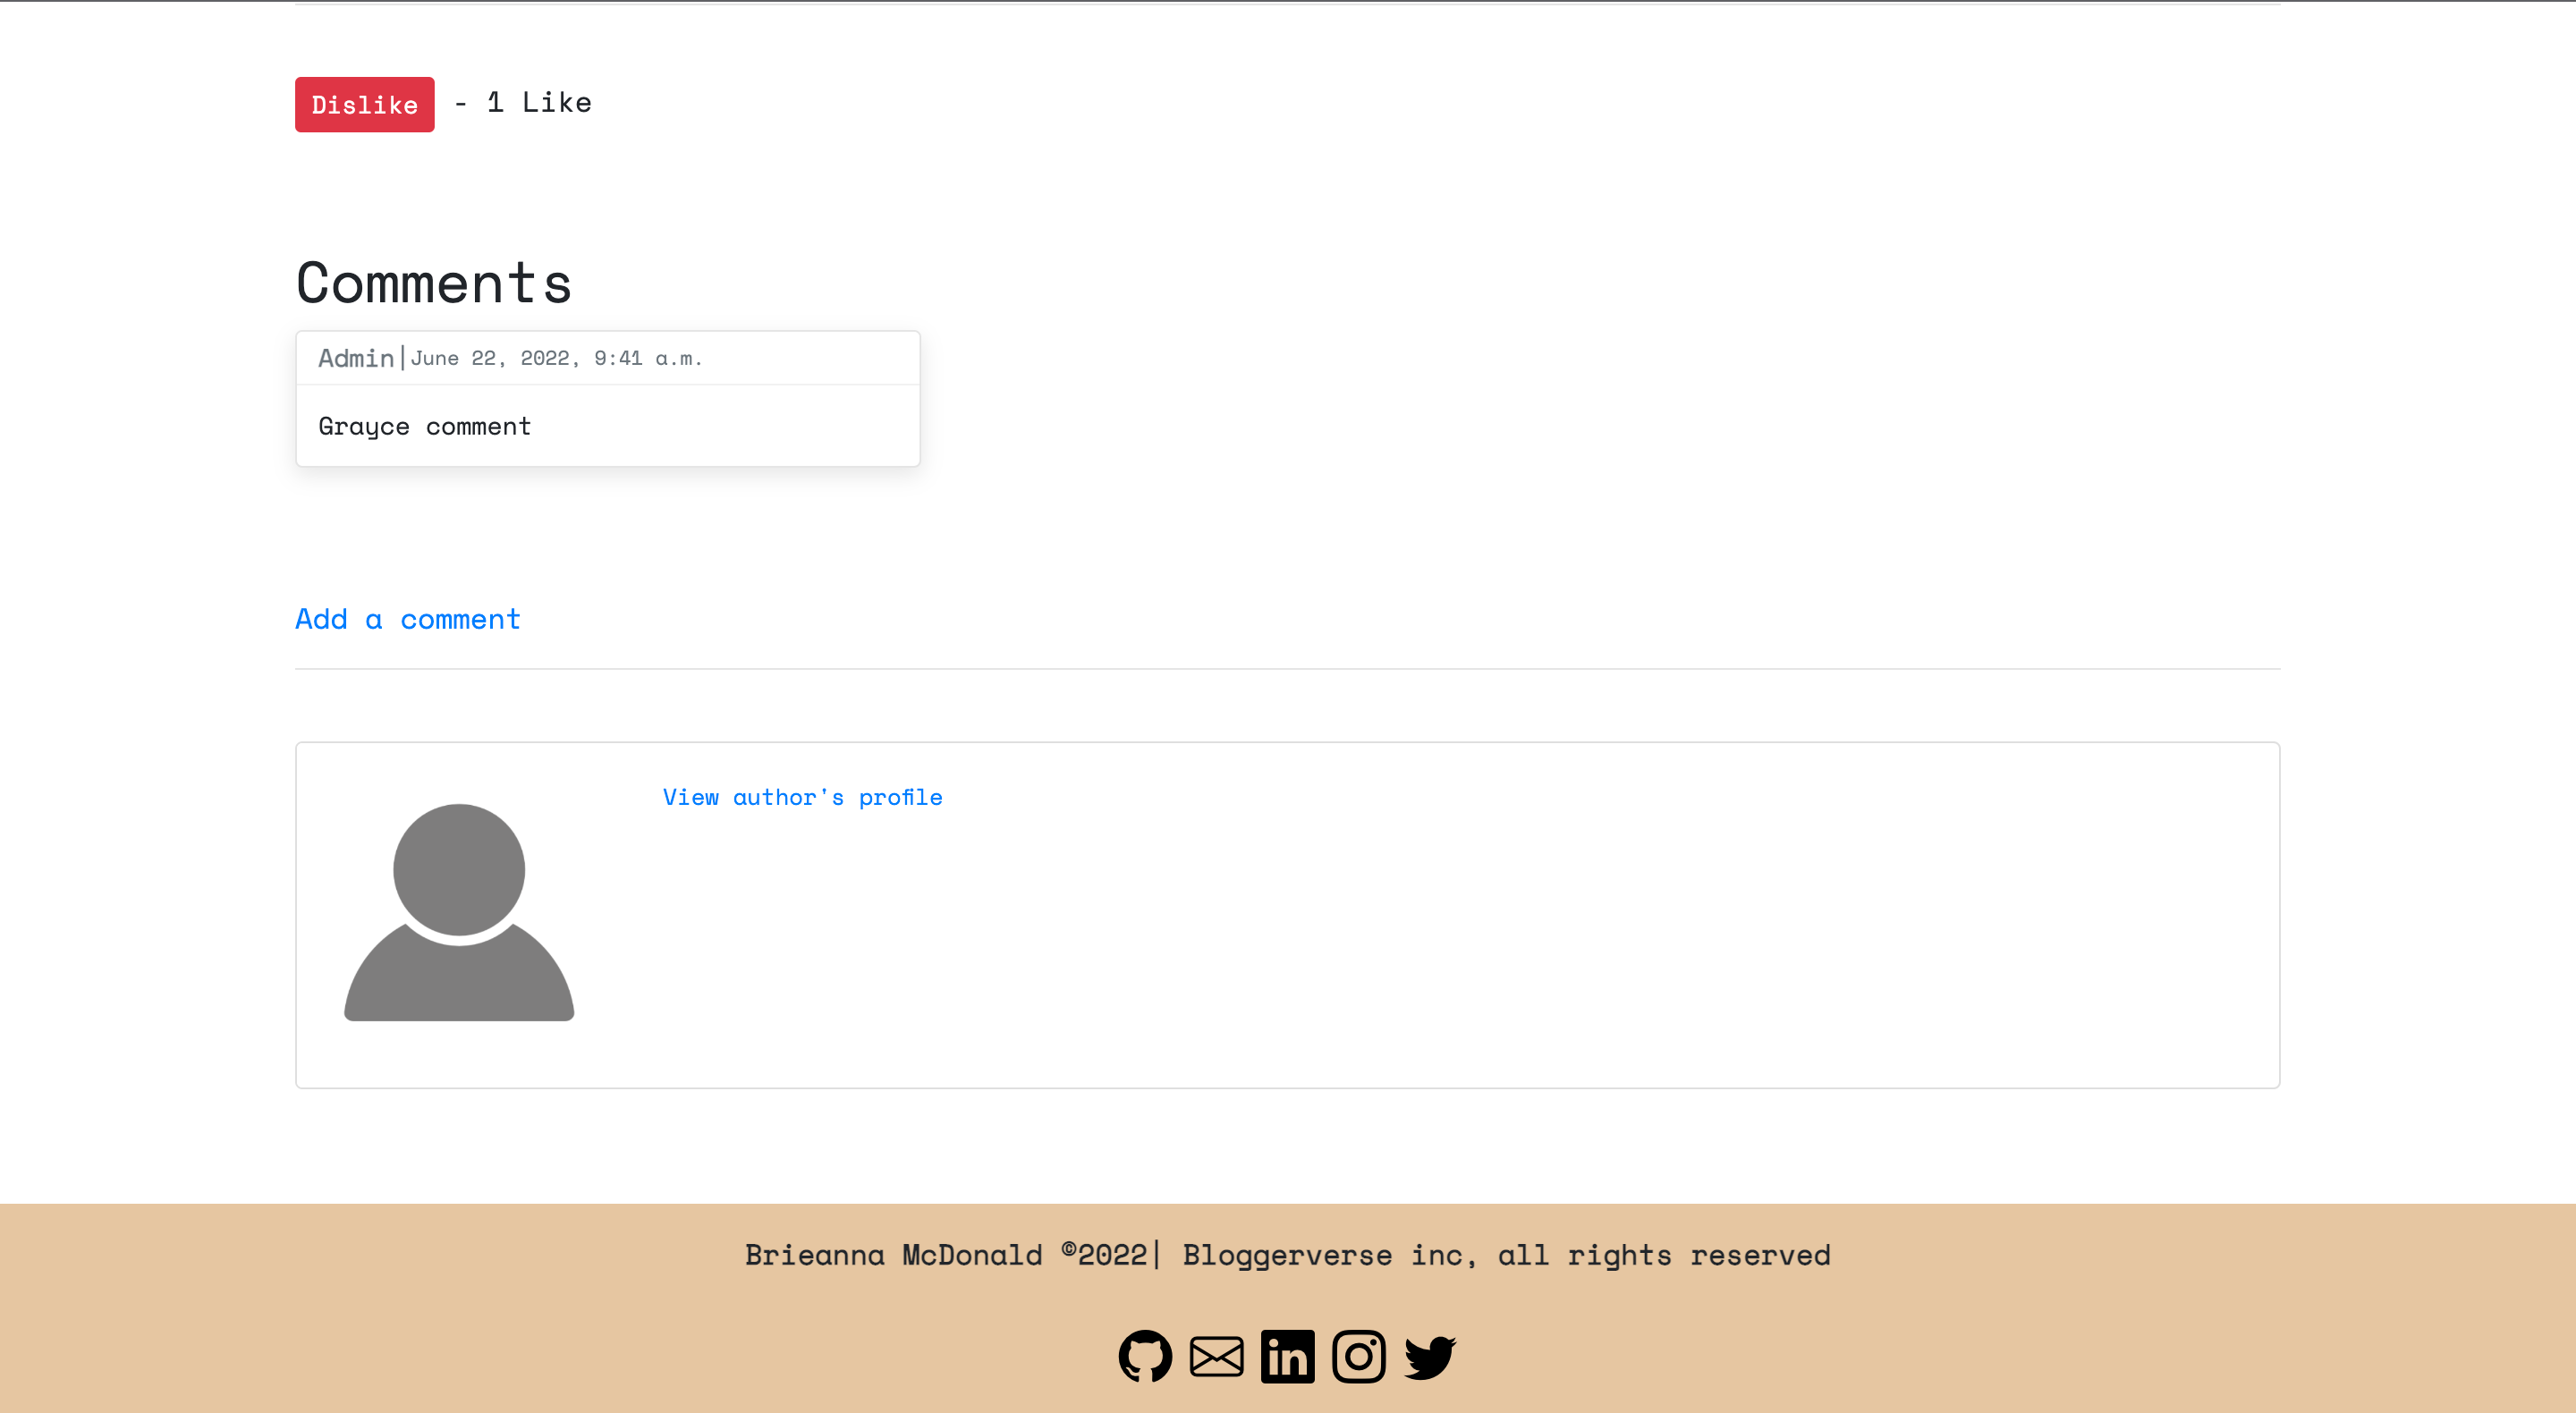 Dislike - 1 Like
Comments
Admin|June 22, 2022, 9:41 a.m.
Grayce comment
Add a comment
View author's profile
Brieanna McDonald ©2022| Bloggerverse inc, all rights reserved
in